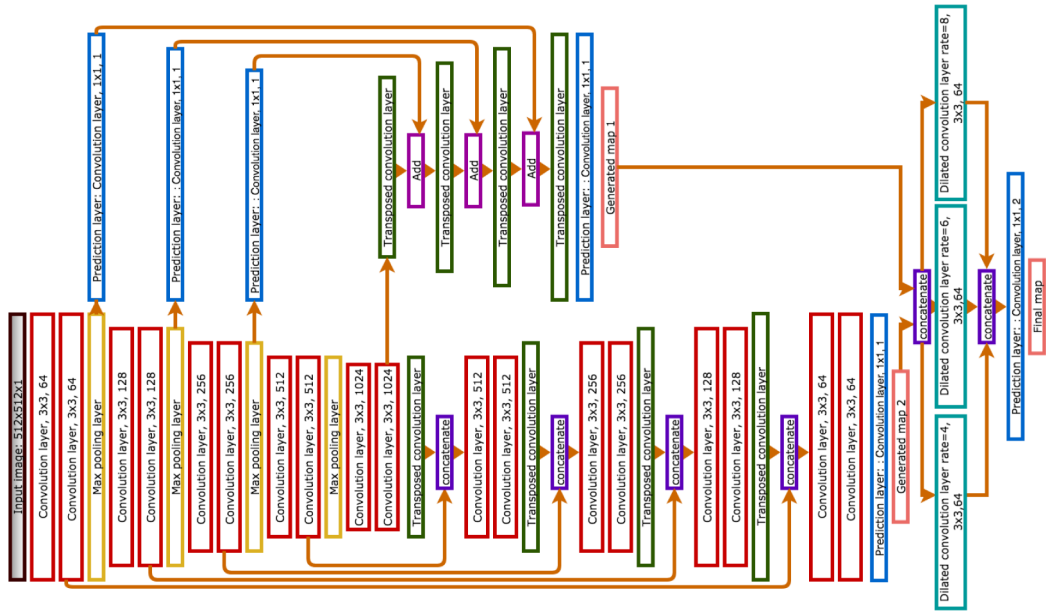 Input image: 512x512x1
Convolution layer, 3x3, 64
Convolution layer, 3x3, 64
Max pooling layer
Convolution layer, 3x3, 128
Convolution layer, 3x3, 128
Max pooling layer
Convolution layer, 3x3, 256
Convolution layer, 3x3, 256
Max pooling layer
Convolution layer, 3x3, 512
Convolution layer, 3x3, 512
Max pooling layer
Convolution layer, 3x3, 1024
Convolution layer, 3x3, 1024
Transposed convolution layer
concatenate
Convolution layer, 3x3, 512
Convolution layer, 3x3, 512
Transposed convolution layer
concatenate
Convolution layer, 3x3, 256
Convolution layer, 3x3, 256
Transposed convolution layer
concatenate
Convolution layer, 3x3, 128
Convolution layer, 3x3, 128
Transposed convolution layer
concatenate
Convolution layer, 3x3, 64
Convolution layer, 3x3, 64
Prediction layer: : Convolution layer, 1x1, 1
Generated map 2
Prediction layer: Convolution layer, 1x1, 1
Prediction layer: : Convolution layer, 1x1, 1
Prediction layer: : Convolution layer, 1x1, 1
Transposed convolution layer
Add
Transposed convolution layer
Add
Transposed convolution layer
Add
Transposed convolution layer
Prediction layer: : Convolution layer, 1x1, 1
Generated map 1
concatenate
Dilated convolution layer rate=4,
3x3,64
Dilated convolution layer rate=6,
3x3,64
Dilated convolution layer rate=8,
3x3, 64
concatenate
Prediction layer: : Convolution layer, 1x1, 2
Final map